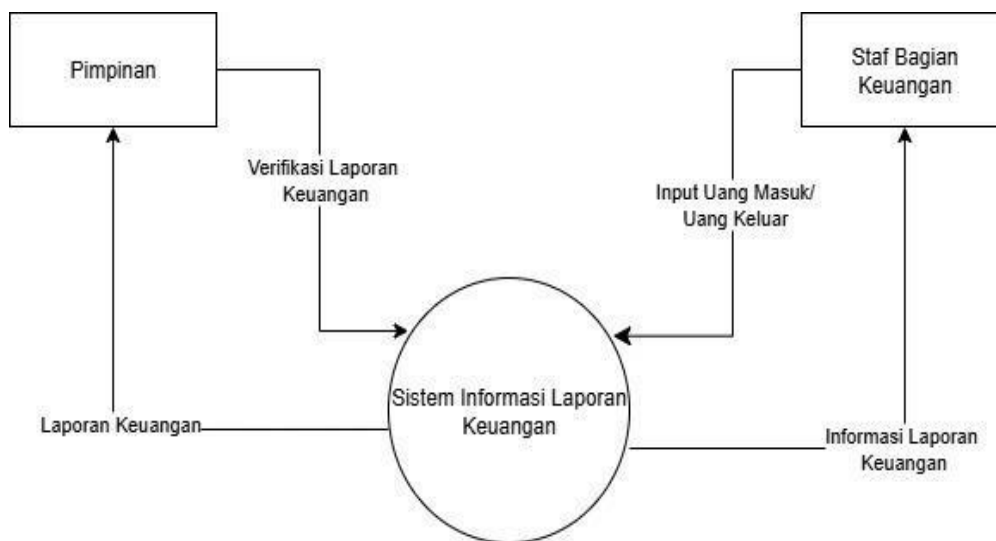 Pimpinan
Staf Bagian
Keuangan
Verifikasi Laporan
Keuangan
Input Uang Masuk/
Uang Keluar
Sistem Informasi Laporan
Keuangan
Laporan Keuangan
Informasi Laporan
Keuangan